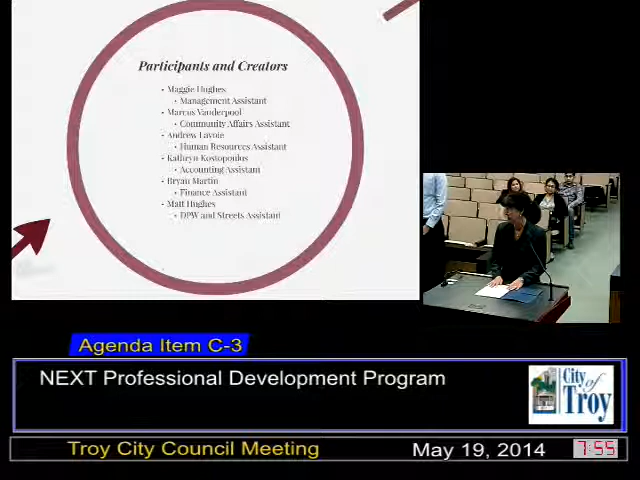 Participants and Creators
• Maggie Hughes
• Management Assistant
• Marcus Vanderpool
• Community Affairs Assistant
• Andrew Lavoie
• Human Resources Assistant
• Kathryn Kostopoulos
• Accounting Assistant
• Bryan Martin
• Finance Assistant
• Matt Hughes
• DPW and Streets Assistant
Agenda Item C-3
NEXT Professional Development Program
City
of
Troy
Troy City Council Meeting
May 19, 2014
7:55